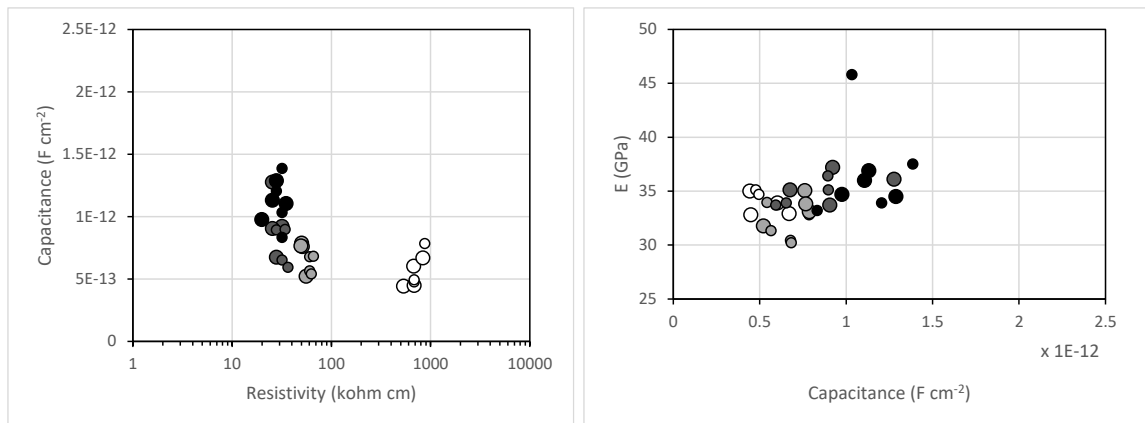 2.5E-12
2E-12
1.5E-12
1E-12
5E-13
0
Capacitance (F cm-2)
1 10 100 1000 10000
Resistivity (kohm cm)
50
45
40
35
30
25
E (GPa)
0 0.5 1 1.5 2 2.5
x 1E-12
Capacitance (F cm-2)